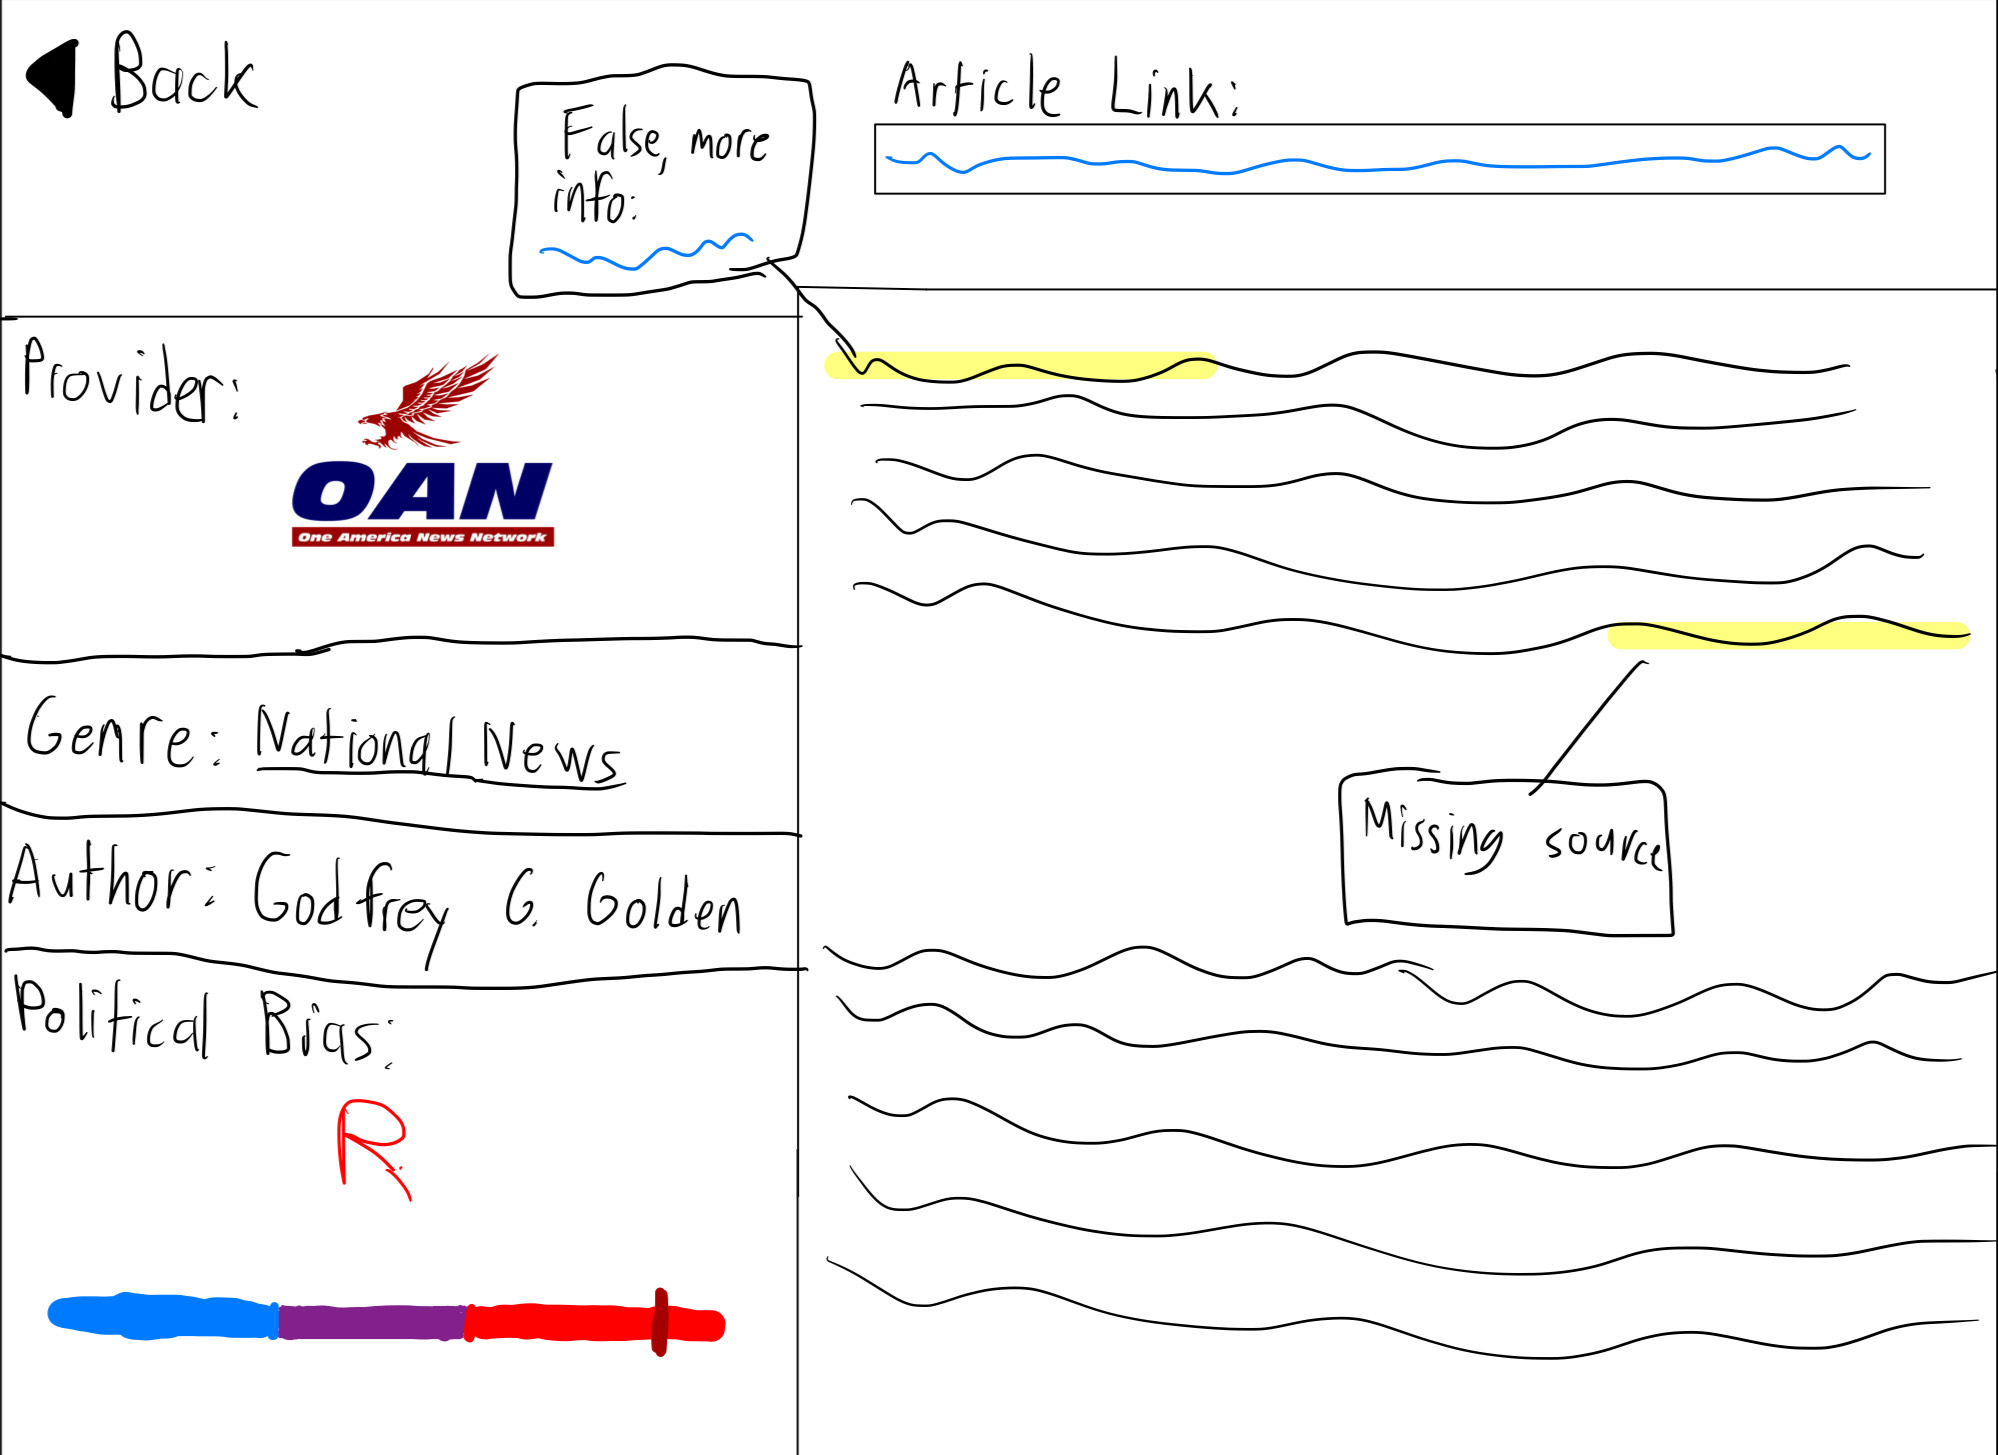 Back
False, more
info:
Article Link:
Provider:
OAN
One America News Network
Genre: National News
Author: Godfrey G. Golden
Political Bias:
R.
Missing source